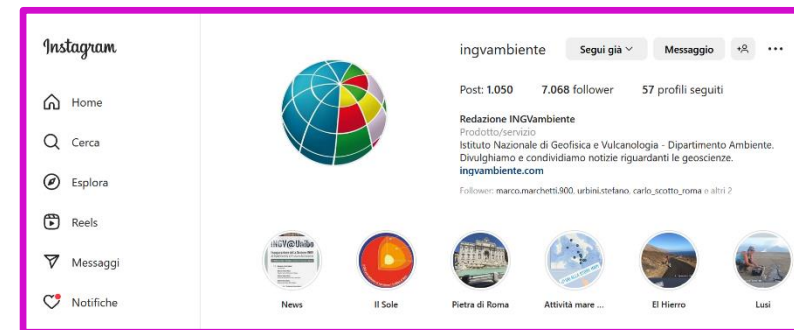 Instagram
Home
Cerca
Esplora
Reels
Messaggi
Notifiche
ingvambiente Segui già Messaggio
Post: 1.050 7.068 follower 57 profili seguiti
Redazione INGVambiente
Prodotto/servizio
Istituto Nazionale di Geofisica e Vulcanologia - Dipartimento Ambiente.
Divulghiamo e condividiamo notizie riguardanti le geoscienze.
ingvambiente.com
Follower: marco.marchetti.900, urbini.stefano, carlo_scotto_roma e altri 2
INGV@Unibo
News
Il Sole
Pietra di Roma
Attività mare ...
El Hierro
Lusi